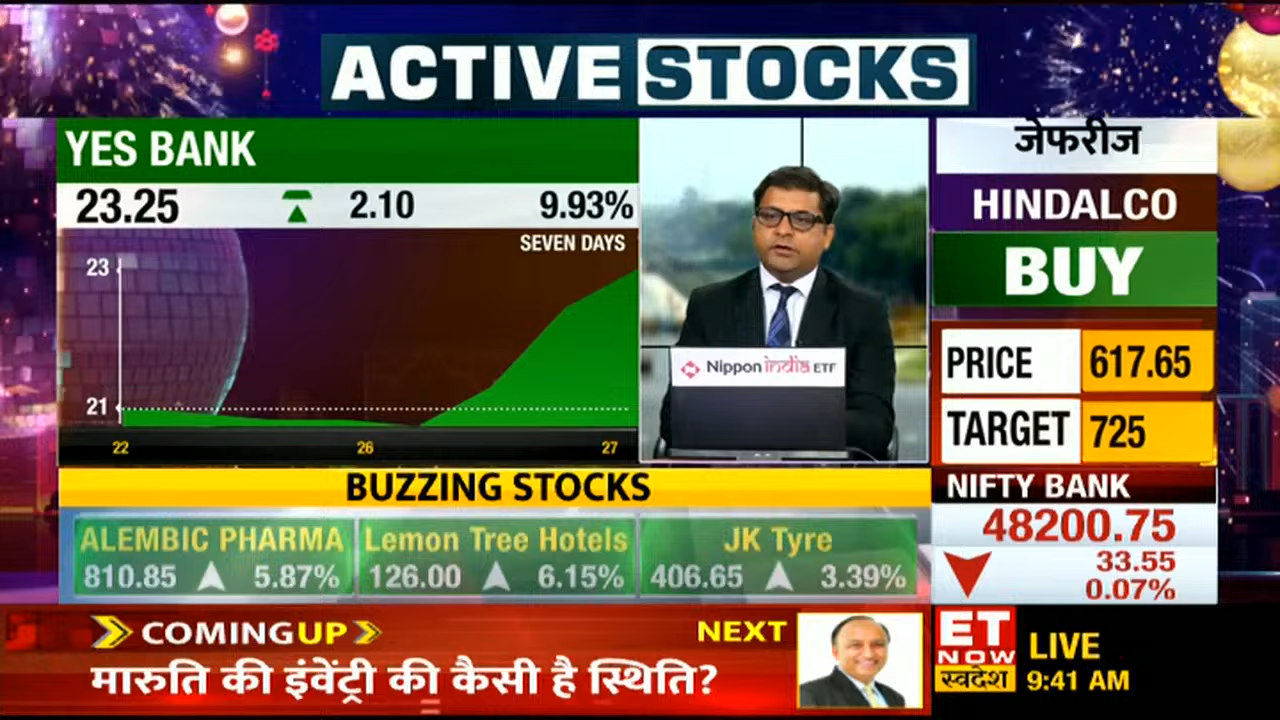 ACTIVE STOCKS
YES BANK
23.25 2.10 9.93%
SEVEN DAYS
23
21
22 26 27
Nippon india ETF
जेफरीज
HINDALCO
BUY
PRICE 617.65
TARGET 725
BUZZING STOCKS
ALEMBIC PHARMA
810.85 5.87%
Lemon Tree Hotels
126.00 6.15%
JK Tyre
406.65 3.39%
NIFTY BANK
48200.75
33.55
0.07%
COMING UP
NEXT
मारुति की इंवेंट्री की कैसी है स्थिति?
ET
NOW
स्वदेश
LIVE
9:41 AM